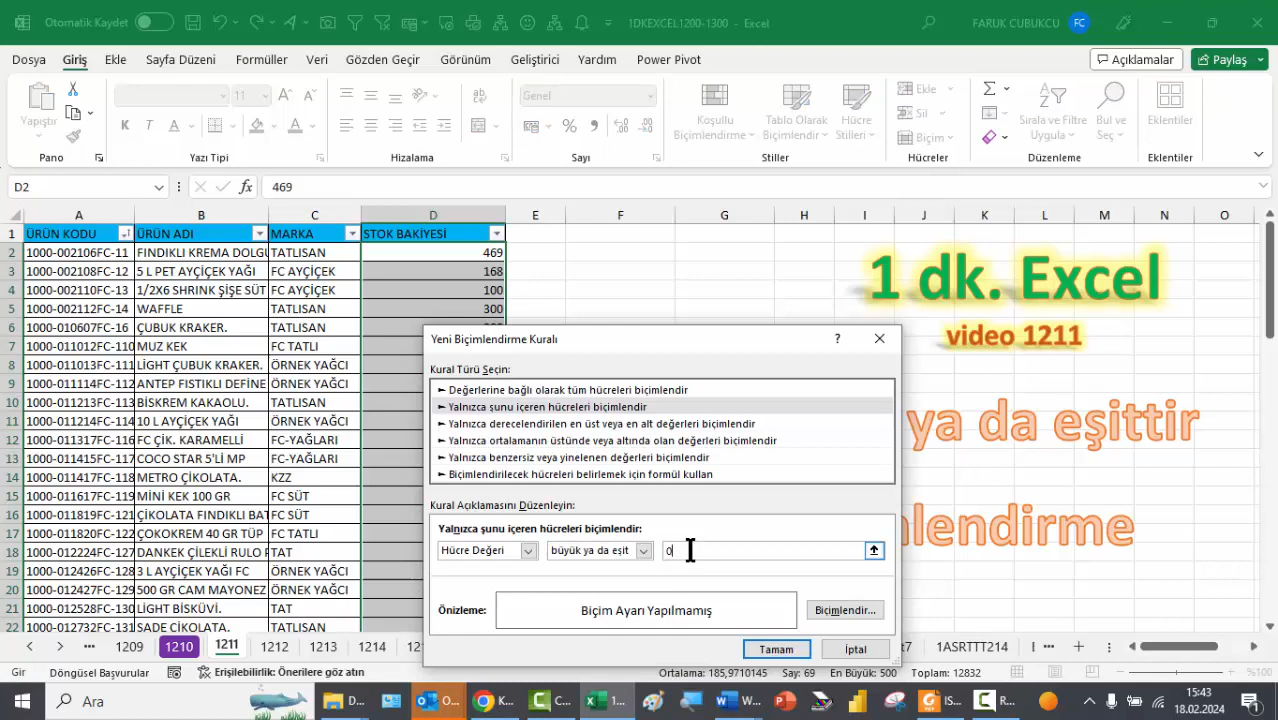 Otomatik Kaydet
1DKEXCEL1200-1300 - Excel
FARUK CUBUKCU
FC
Dosya Giriş Ekle Sayfa Düzeni Formüller Veri Gözden Geçir Görünüm Geliştirici Yardım Power Pivot
Açıklamalar
Paylaş
Yapıştır
11
K T A
Genel
Koşullu
Biçimlendirme
Tablo Olarak
Biçimlendir
Hücre
Stilleri
Ekle
Sil
Biçim
Sırala ve Filtre
Uygula
Bul ve
Seç
Eklentiler
Pano
Yazı Tipi
Hizalama
Sayı
Stiller
Hücreler
Düzenleme
Eklentiler
D2
fx
469
A B C D E F G H I J K L M N O
1 ÜRÜN KODU ÜRÜN ADI MARKA STOK BAKİYESİ
2 1000-002106FC-11 FINDIKLI KREMA DOLGU TATLISAN 469
3 1000-002108FC-12 5 L PET AYÇİÇEK YAĞI FC AYÇİÇEK 168
4 1000-002110FC-13 1/2X6 SHRINK ŞİŞE SÜT FC AYÇİÇEK 100
5 1000-002112FC-14 WAFFLE TATLISAN 300
6 1000-010607FC-16 ÇUBUK KRAKER. TATLISAN
7 1000-011012FC-110 MUZ KEK FC TATLI
8 1000-011013FC-111 LİGHT ÇUBUK KRAKER. ÖRNEK YAĞCI
9 1000-011114FC-112 ANTEP FISTIKLI DEFİNE ÖRNEK YAĞCI
10 1000-011213FC-113 BİSKREM KAKAOLU. TATLISAN
11 1000-011214FC-114 10 L AYÇİÇEK YAĞI ÖRNEK YAĞCI
12 1000-011317FC-116 FC ÇİK. KARAMELLİ FC-YAĞLARI
13 1000-011415FC-117 COCO STAR 5'Lİ MP FC-YAĞLARI
14 1000-011417FC-118 METRO ÇİKOLATA. KZZ
15 1000-011617FC-119 MİNİ KEK 100 GR FC SÜT
16 1000-011819FC-121 ÇİKOLATA FINDIKLI BAT FC SÜT
17 1000-011820FC-122 ÇOKOKREM 40 GR TÜP FC TATLI
18 1000-012224FC-127 DANKEK ÇİLEKLİ RULO P TAT
19 1000-012426FC-128 3 L AYÇİÇEK YAĞI FC ÖRNEK YAĞCI
20 1000-012427FC-129 500 GR CAM MAYONEZ ÖRNEK YAĞCI
21 1000-012528FC-130 LİGHT BİSKÜVİ. TAT
22 1000-012732FC-131 SADE ÇİKOLATA. TATLISAN
1 dk. Excel
video 1211
ya da eşittir
nlendirme
Yeni Biçimlendirme Kuralı
?
Kural Türü Seçin:
► Değerlerine bağlı olarak tüm hücreleri biçimlendir
► Yalnızca şunu içeren hücreleri biçimlendir
► Yalnızca derecelendirilen en üst veya en alt değerleri biçimlendir
► Yalnızca ortalamanın üstünde veya altında olan değerleri biçimlendir
► Yalnızca benzersiz veya yinelenen değerleri biçimlendir
► Biçimlendirilecek hücreleri belirlemek için formül kullan
Kural Açıklamasını Düzenleyin:
Yalnızca şunu içeren hücreleri biçimlendir:
Hücre Değeri
büyük ya da eşit
0
Önizleme:
Biçim Ayarı Yapılmamış
Biçimlendir...
Tamam
İptal
1209 1210 1211 1212 1213 1214 1ASRTTT214
Gir Döngüsel Başvurular Erişilebilirlik: Önerilere göz atın Ortalama: 185,9710145 Say: 69 En Büyük: 500 Toplam: 12832 %100
Ara
D...
O...
K...
C...
1...
W...
IS...
R...
15:43
18.02.2024